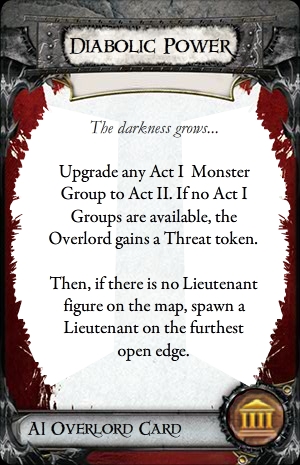 Diabolic Power
The darkness grows...
Upgrade any Act I Monster
Group to Act II. If no Act I
Groups are available, the
Overlord gains a Threat token.
Then, if there is no Lieutenant
figure on the map, spawn a
Lieutenant on the furthest
open edge.
AI Overlord Card